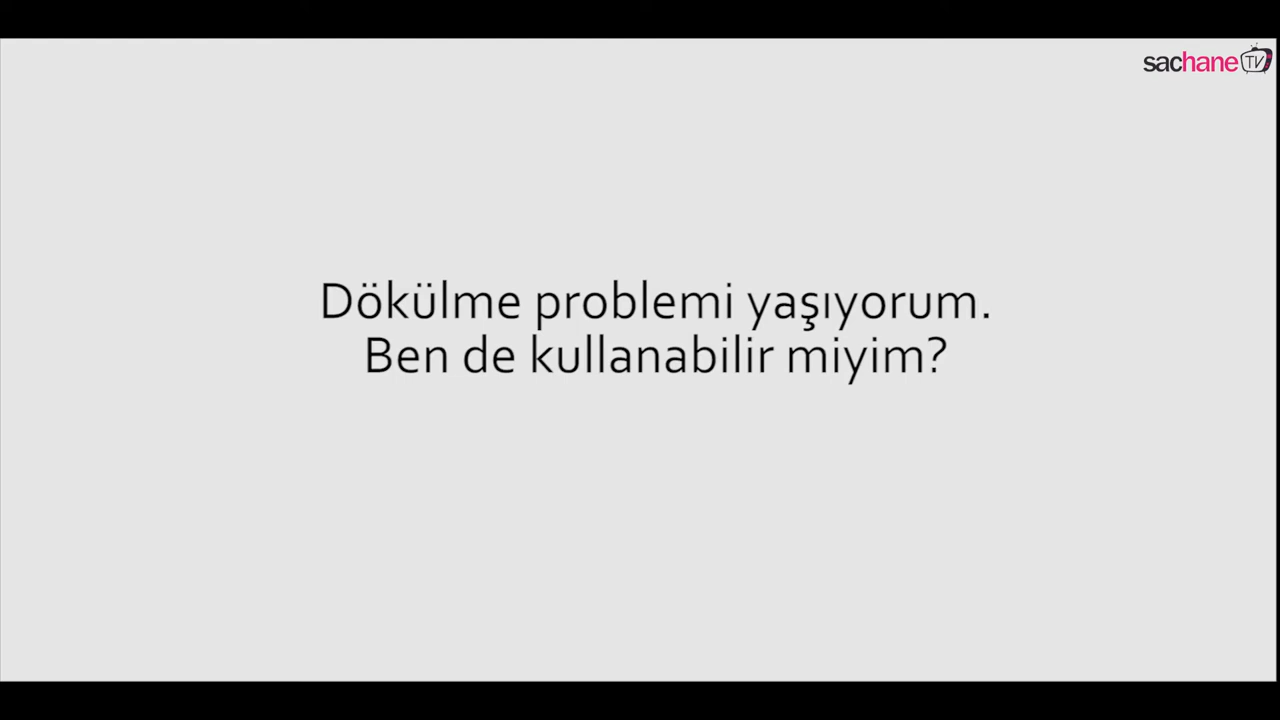 sachane TV
Dökülme problemi yaşıyorum.
Ben de kullanabilir miyim?